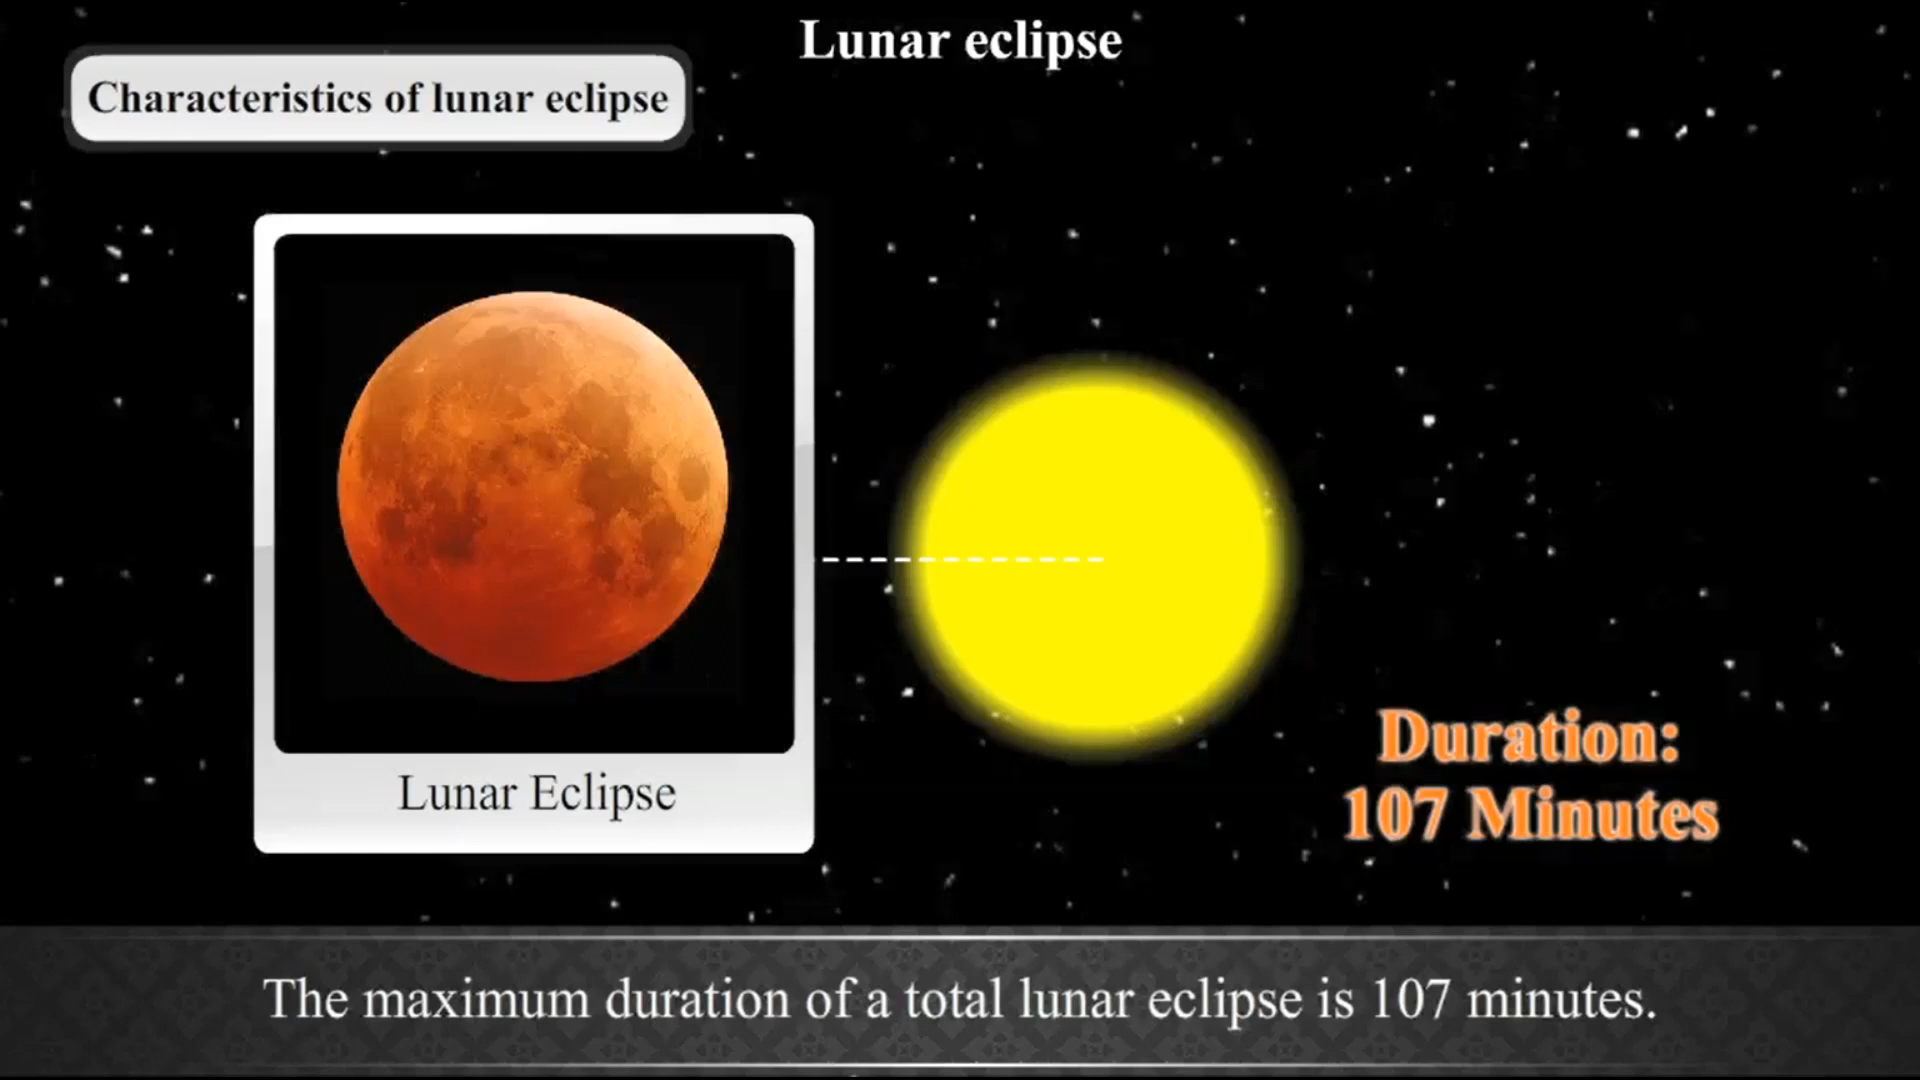 Lunar eclipse
Characteristics of lunar eclipse
Lunar Eclipse
Duration:
107 Minutes
The maximum duration of a total lunar eclipse is 107 minutes.